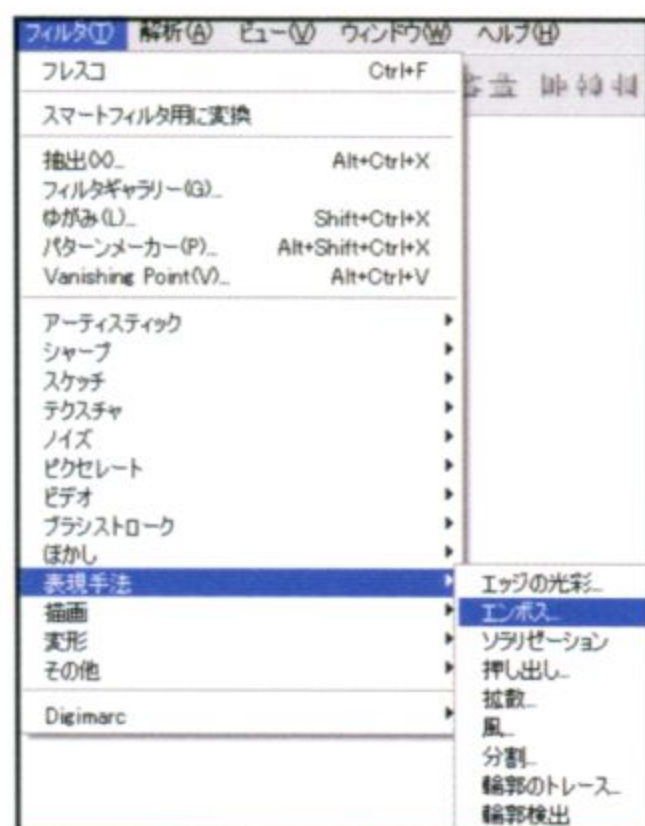 フィルタ(T) 解析(A) ビュー(V) ウィンドウ(W) ヘルプ(H)
フレスコ Ctrl+F
スマートフィルタ用に変換
抽出(X)... Alt+Ctrl+X
フィルタギャラリー(G)...
ゆがみ(L)... Shift+Ctrl+X
パターンメーカー(P)... Alt+Shift+Ctrl+X
Vanishing Point(V)... Alt+Ctrl+V
アーティスティック
シャープ
スケッチ
テクスチャ
ノイズ
ピクセレート
ビデオ
ブラシストローク
ぼかし
表現手法
描画
変形
その他
Digimarc
エッジの光彩...
エンボス...
ソラリゼーション
押し出し...
拡散...
風...
分割...
輪郭のトレース...
輪郭検出